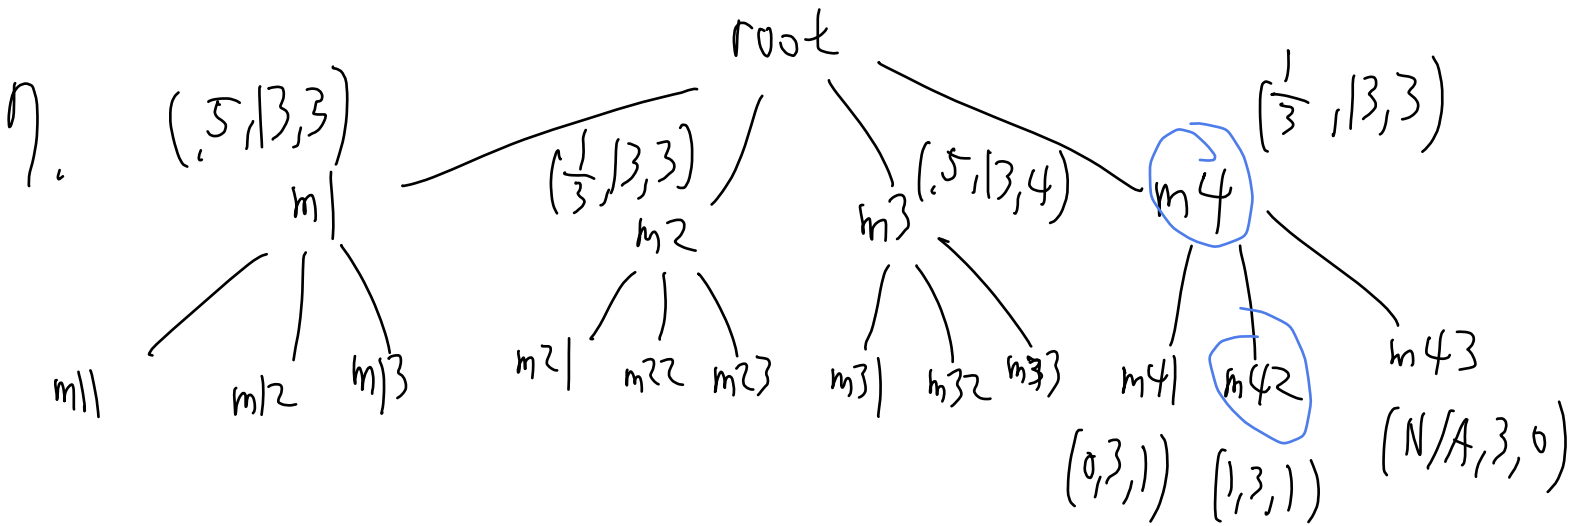 root
7. (.5,13,3) (1/3,13,3) (.5,13,4) (1/3,13,3)
m1 m2 m3 m4
m11 m12 m13 m21 m22 m23 m31 m32 m33 m41 m42 m43
(0,3,1) (1,3,1) (N/A,3,0)